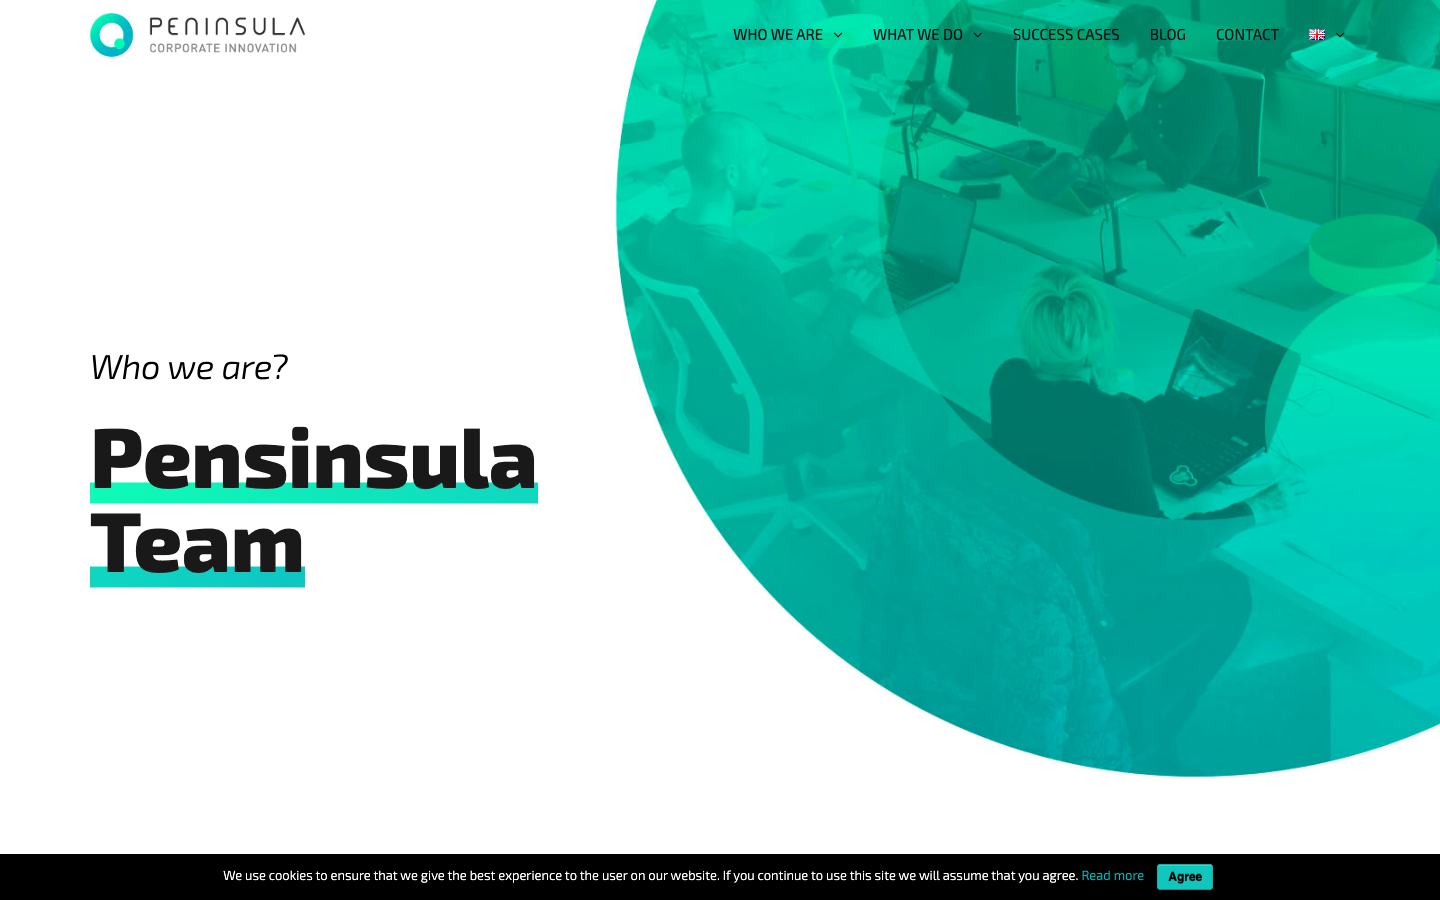 PENINSULA
CORPORATE INNOVATION
WHO WE ARE WHAT WE DO SUCCESS CASES BLOG CONTACT
Who we are?
Pensinsula
Team
We use cookies to ensure that we give the best experience to the user on our website. If you continue to use this site we will assume that you agree. Read more Agree